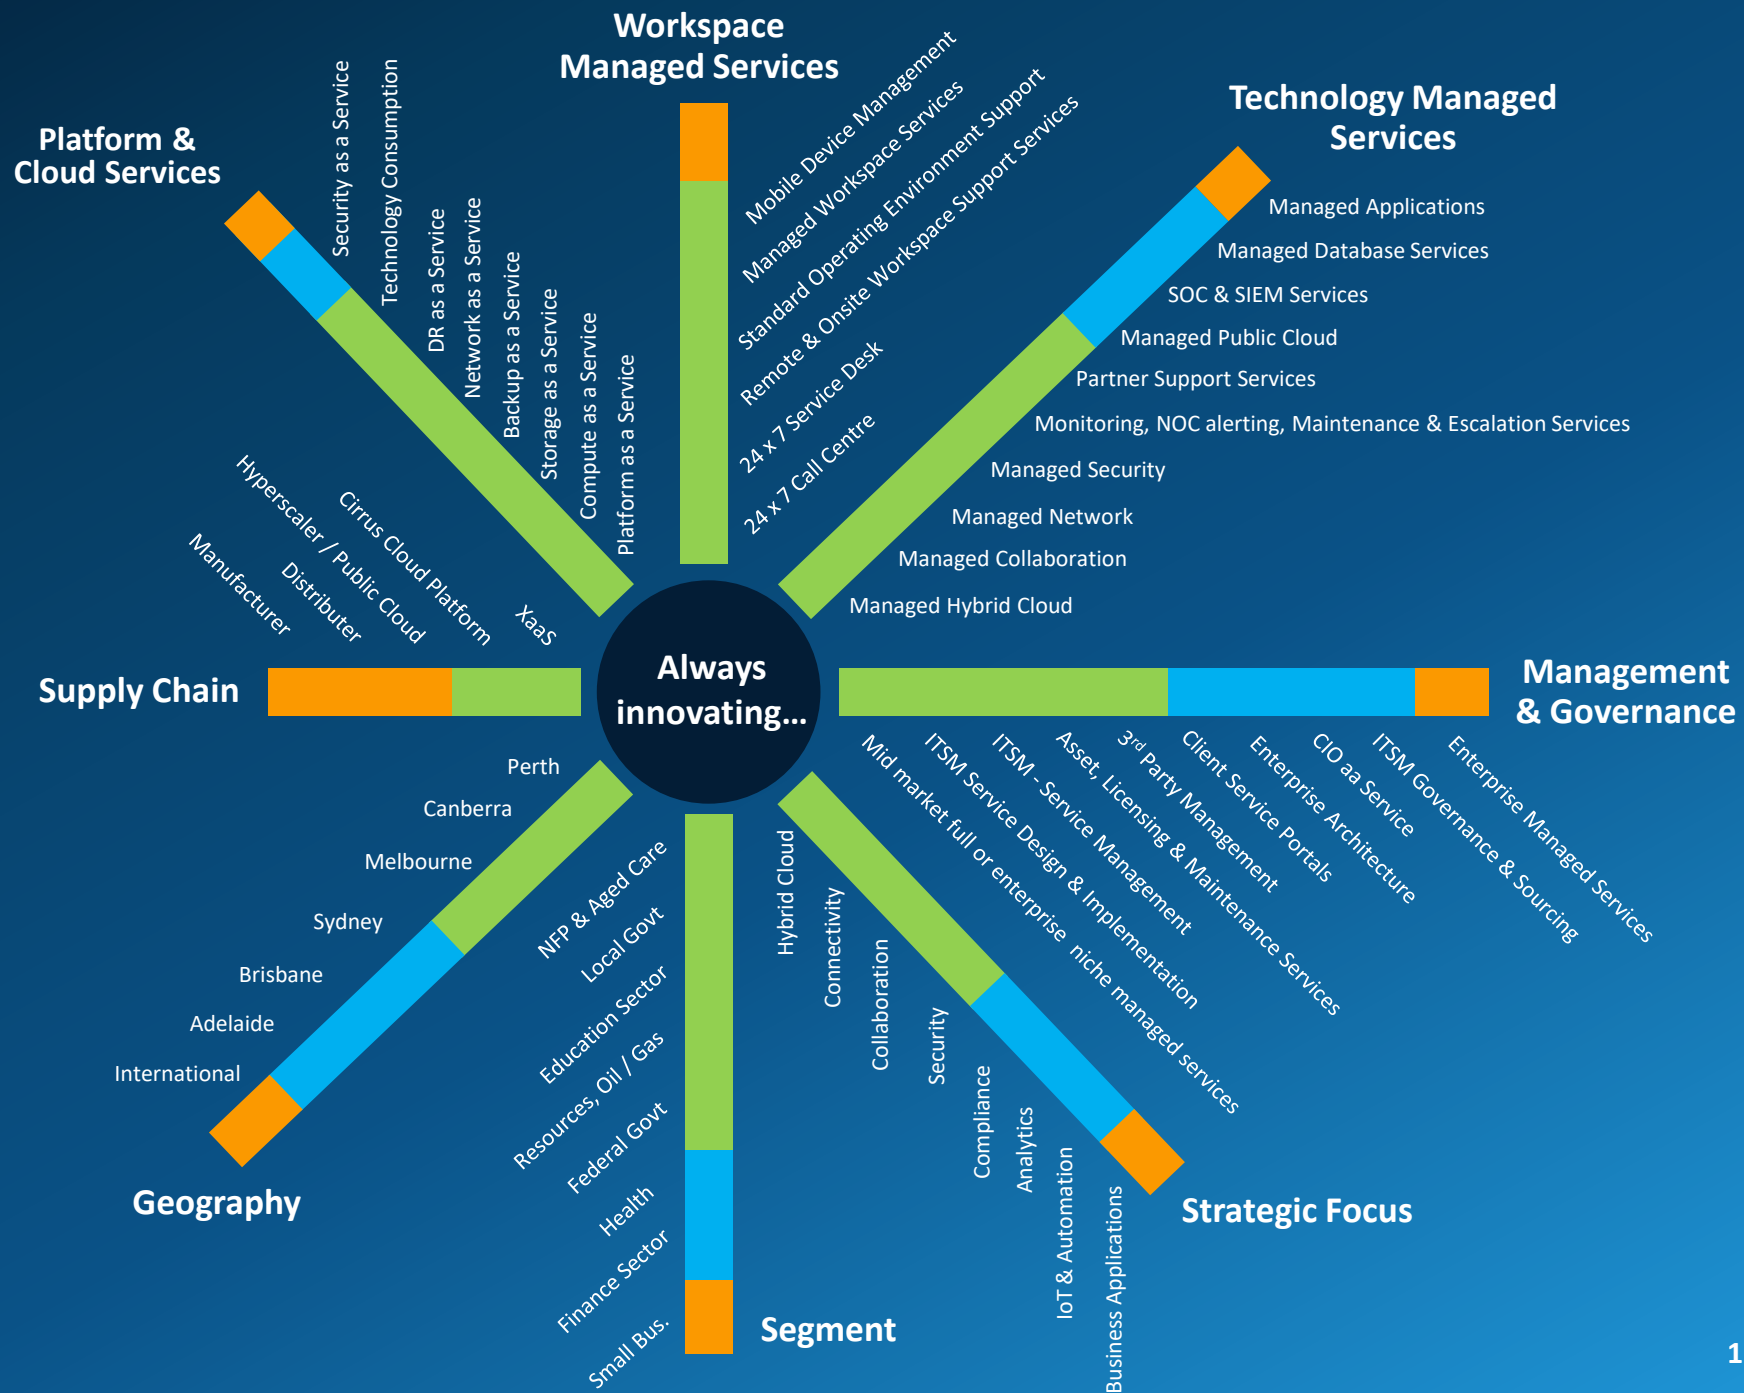 Workspace
Managed Services
Mobile Device Management
Managed Workspace Services
Standard Operating Environment Support
Remote & Onsite Workspace Support Services
24 x 7 Service Desk
24 x 7 Call Centre
Technology Managed
Services
Managed Applications
Managed Database Services
SOC & SIEM Services
Managed Public Cloud
Partner Support Services
Monitoring, NOC alerting, Maintenance & Escalation Services
Managed Security
Managed Network
Managed Collaboration
Managed Hybrid Cloud
Platform &
Cloud Services
Security as a Service
Technology Consumption
DR as a Service
Network as a Service
Backup as a Service
Storage as a Service
Compute as a Service
Platform as a Service
Supply Chain
Manufacturer
Distributer
Hyperscaler / Public Cloud
Cirrus Cloud Platform
XaaS
Always
innovating...
Management
& Governance
Mid market full or enterprise  niche managed services
ITSM Service Design & Implementation
ITSM - Service Management
Asset, Licensing & Maintenance Services
3rd Party Management
Client Service Portals
Enterprise Architecture
CIO aa Service
ITSM Governance & Sourcing
Enterprise Managed Services
Perth
Canberra
Melbourne
Sydney
Brisbane
Adelaide
International
Geography
NFP & Aged Care
Local Govt
Education Sector
Resources, Oil / Gas
Federal Govt
Health
Finance Sector
Small Bus.
Segment
Hybrid Cloud
Connectivity
Collaboration
Security
Compliance
Analytics
IoT & Automation
Business Applications
Strategic Focus
1